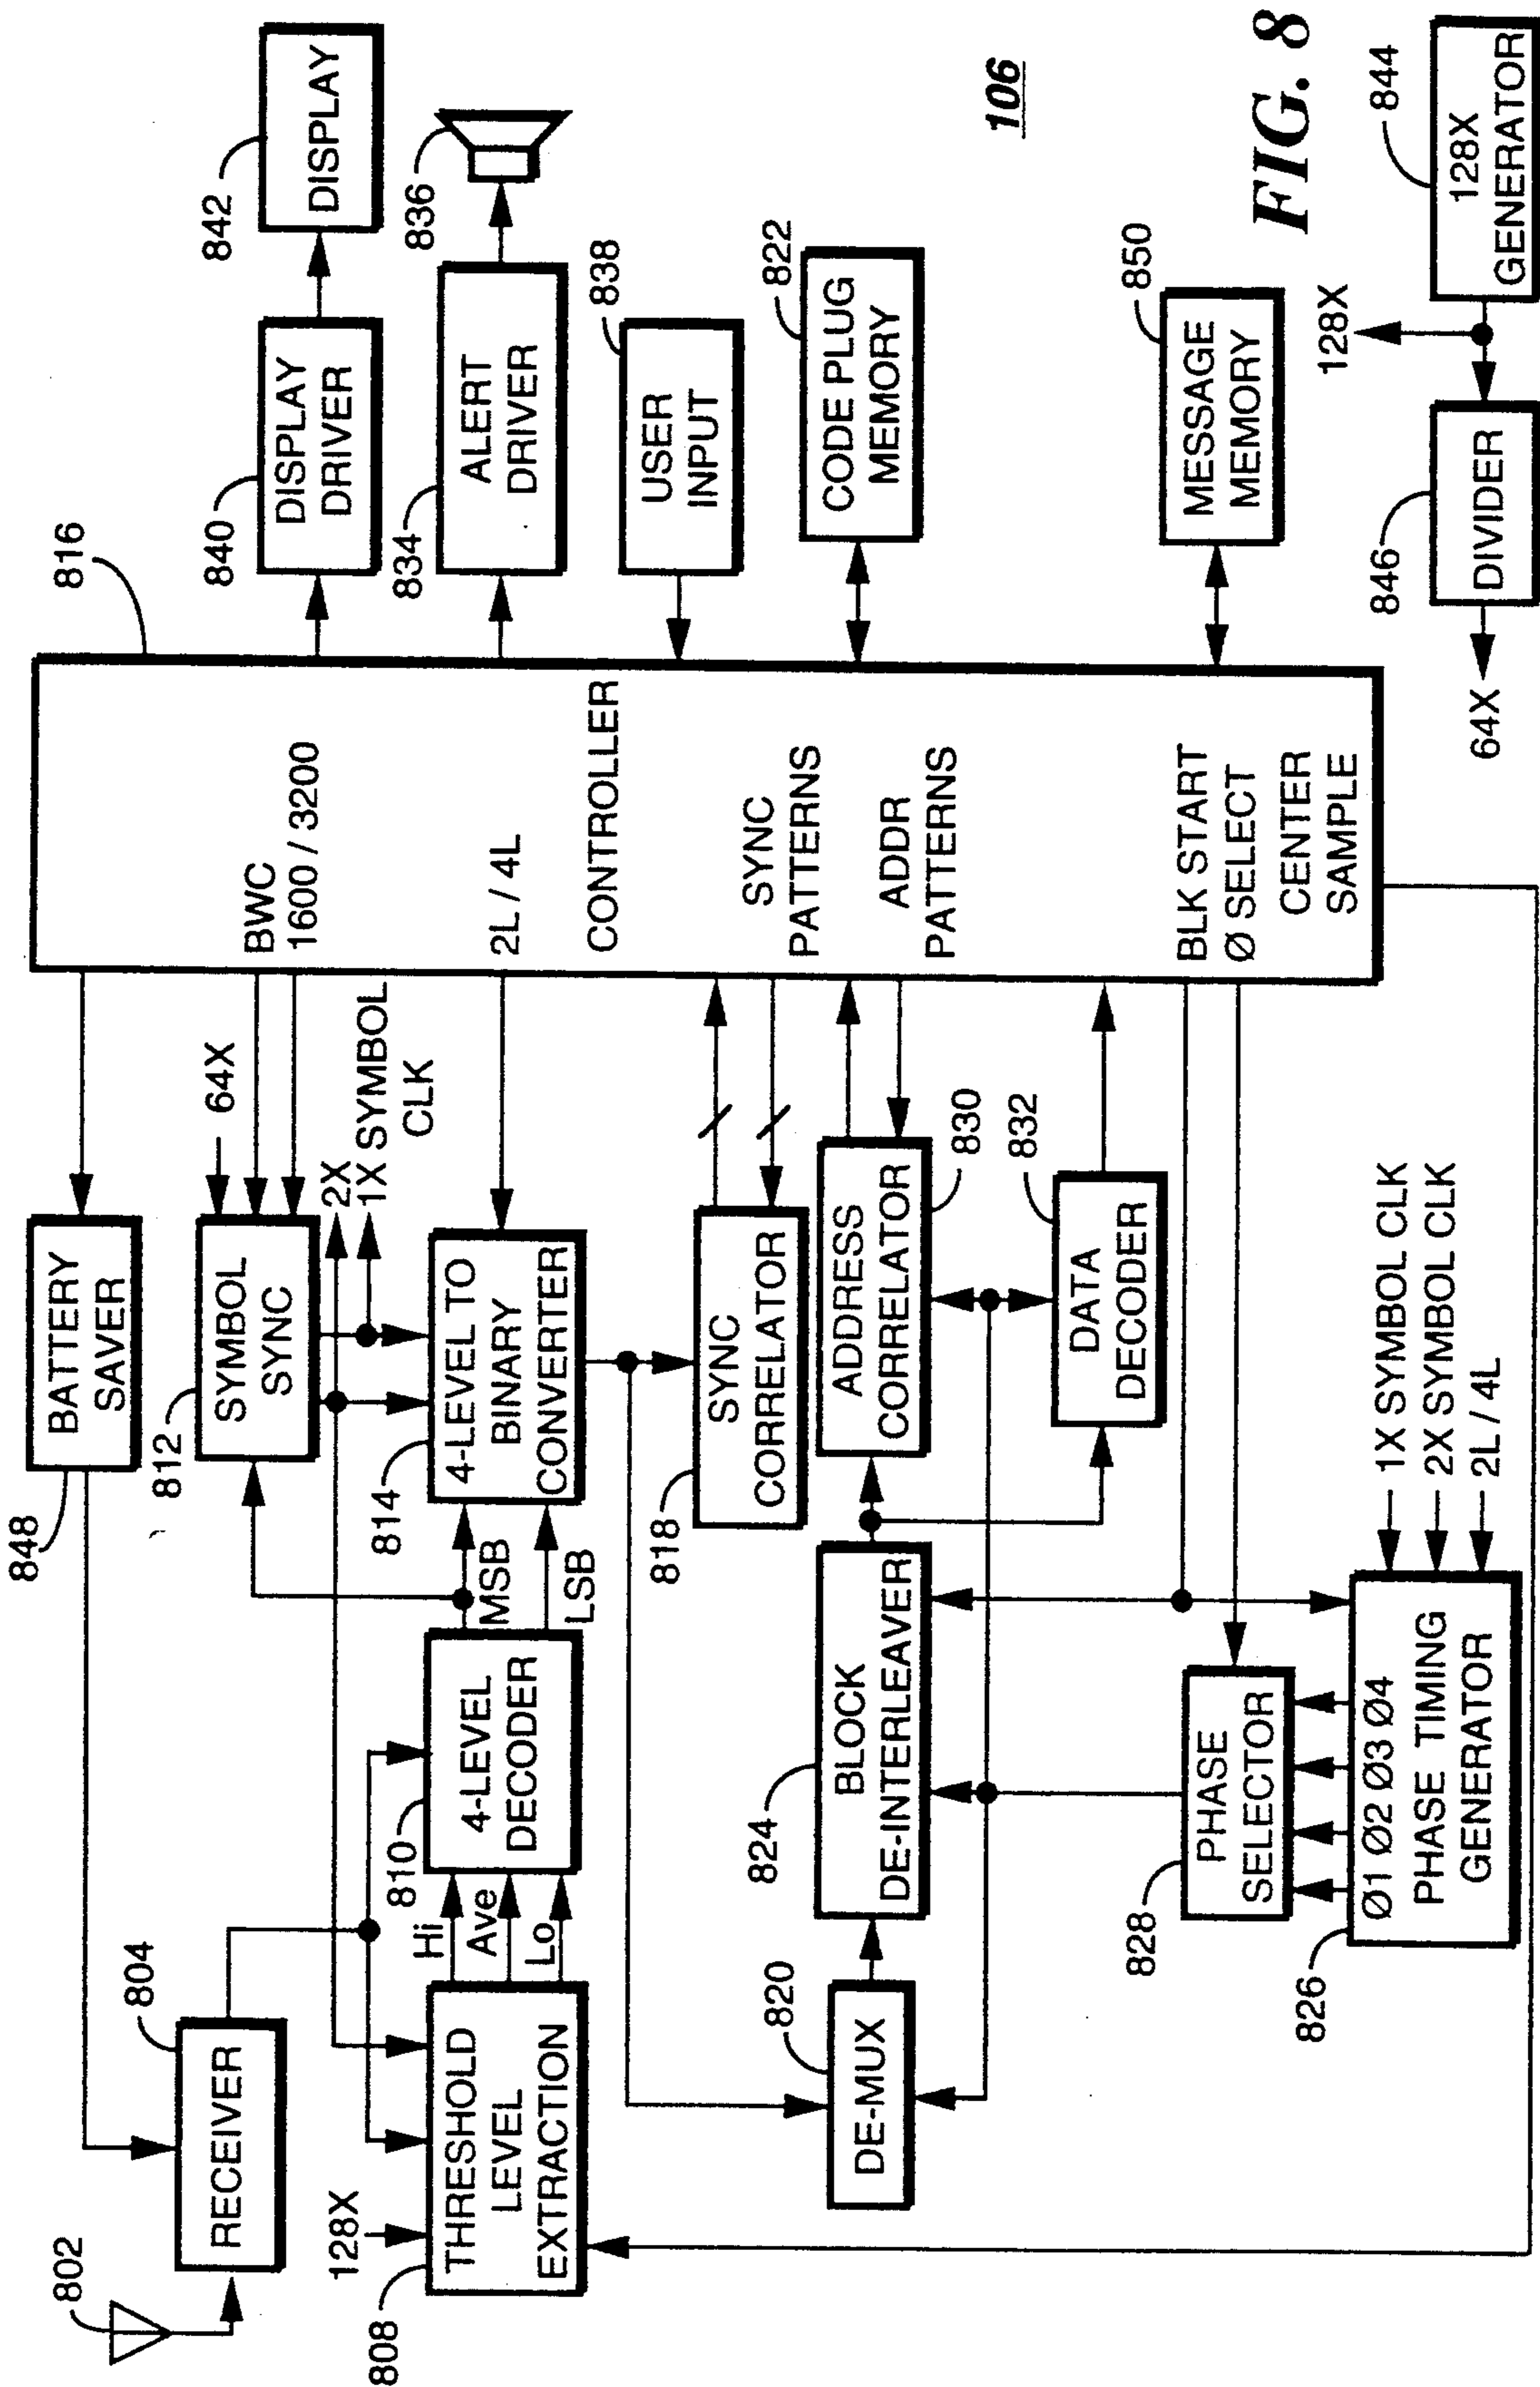 802
804
RECEIVER
848
BATTERY
SAVER
816
840
DISPLAY
DRIVER
842
DISPLAY
812
SYMBOL
SYNC
64X
BWC
1600 / 3200
2X
1X SYMBOL
CLK
834
ALERT
DRIVER
836
128X
808
THRESHOLD
LEVEL
EXTRACTION
Hi
Ave
Lo
810
4-LEVEL
DECODER
MSB
LSB
814
4-LEVEL TO
BINARY
CONVERTER
2L / 4L
CONTROLLER
838
USER
INPUT
818
SYNC
CORRELATOR
SYNC
PATTERNS
822
CODE PLUG
MEMORY
820
DE-MUX
824
BLOCK
DE-INTERLEAVER
830
ADDRESS
CORRELATOR
ADDR
PATTERNS
832
DATA
DECODER
106
850
MESSAGE
MEMORY
BLK START
Ø SELECT
CENTER
SAMPLE
828
PHASE
SELECTOR
826
Ø1 Ø2 Ø3 Ø4
PHASE TIMING
GENERATOR
1X SYMBOL CLK
2X SYMBOL CLK
2L / 4L
FIG. 8
64X
846
DIVIDER
128X
844
128X
GENERATOR